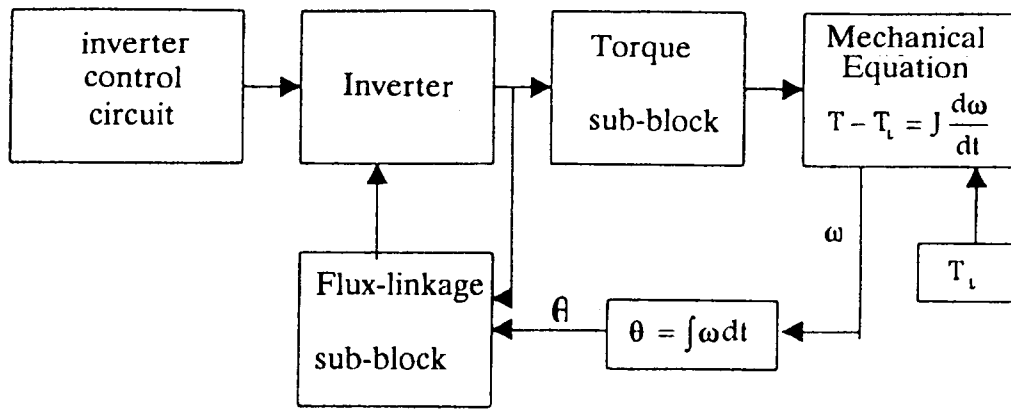 inverter
control
circuit
Inverter
Torque
sub-block
Mechanical
Equation
T − T_L = J dω/dt
ω
T_L
Flux-linkage
sub-block
θ
θ = ∫ωdt